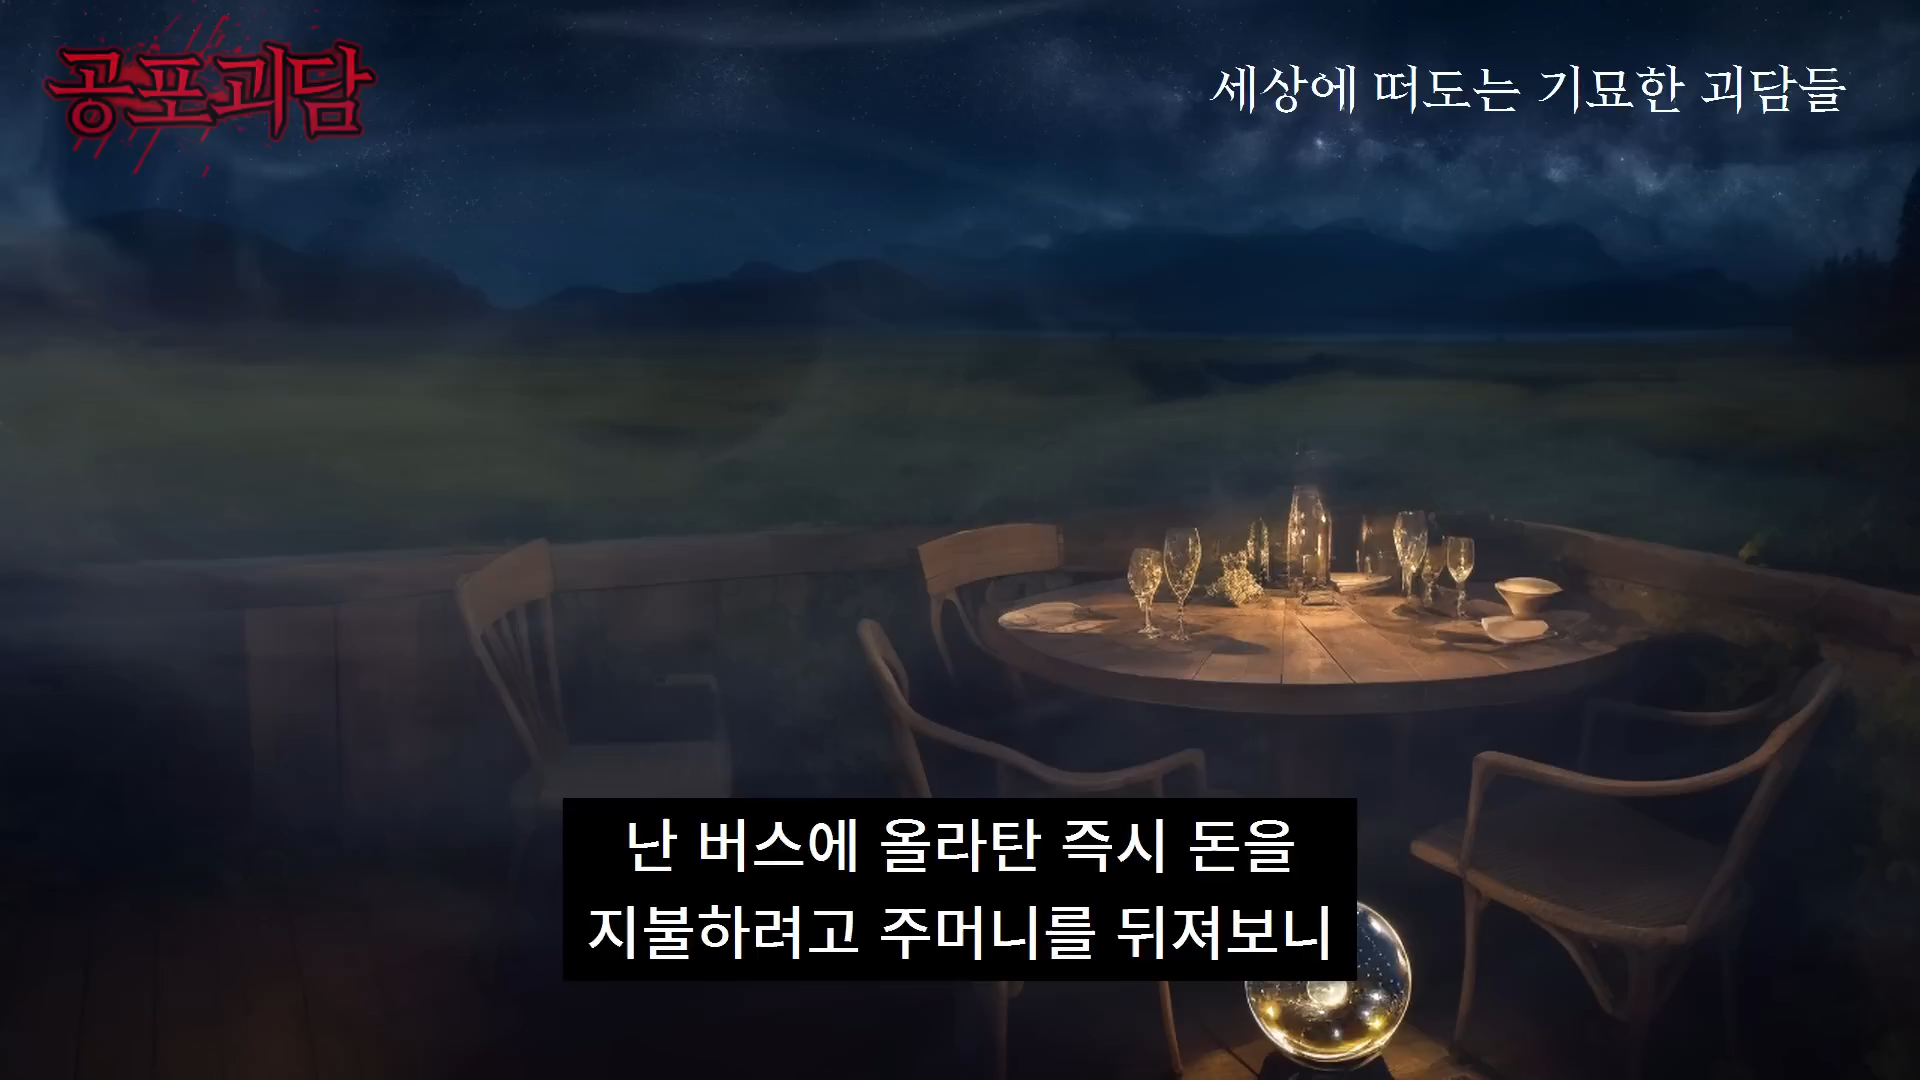 공포괴담
세상에 떠도는 기묘한 괴담들
난 버스에 올라탄 즉시 돈을
지불하려고 주머니를 뒤져보니